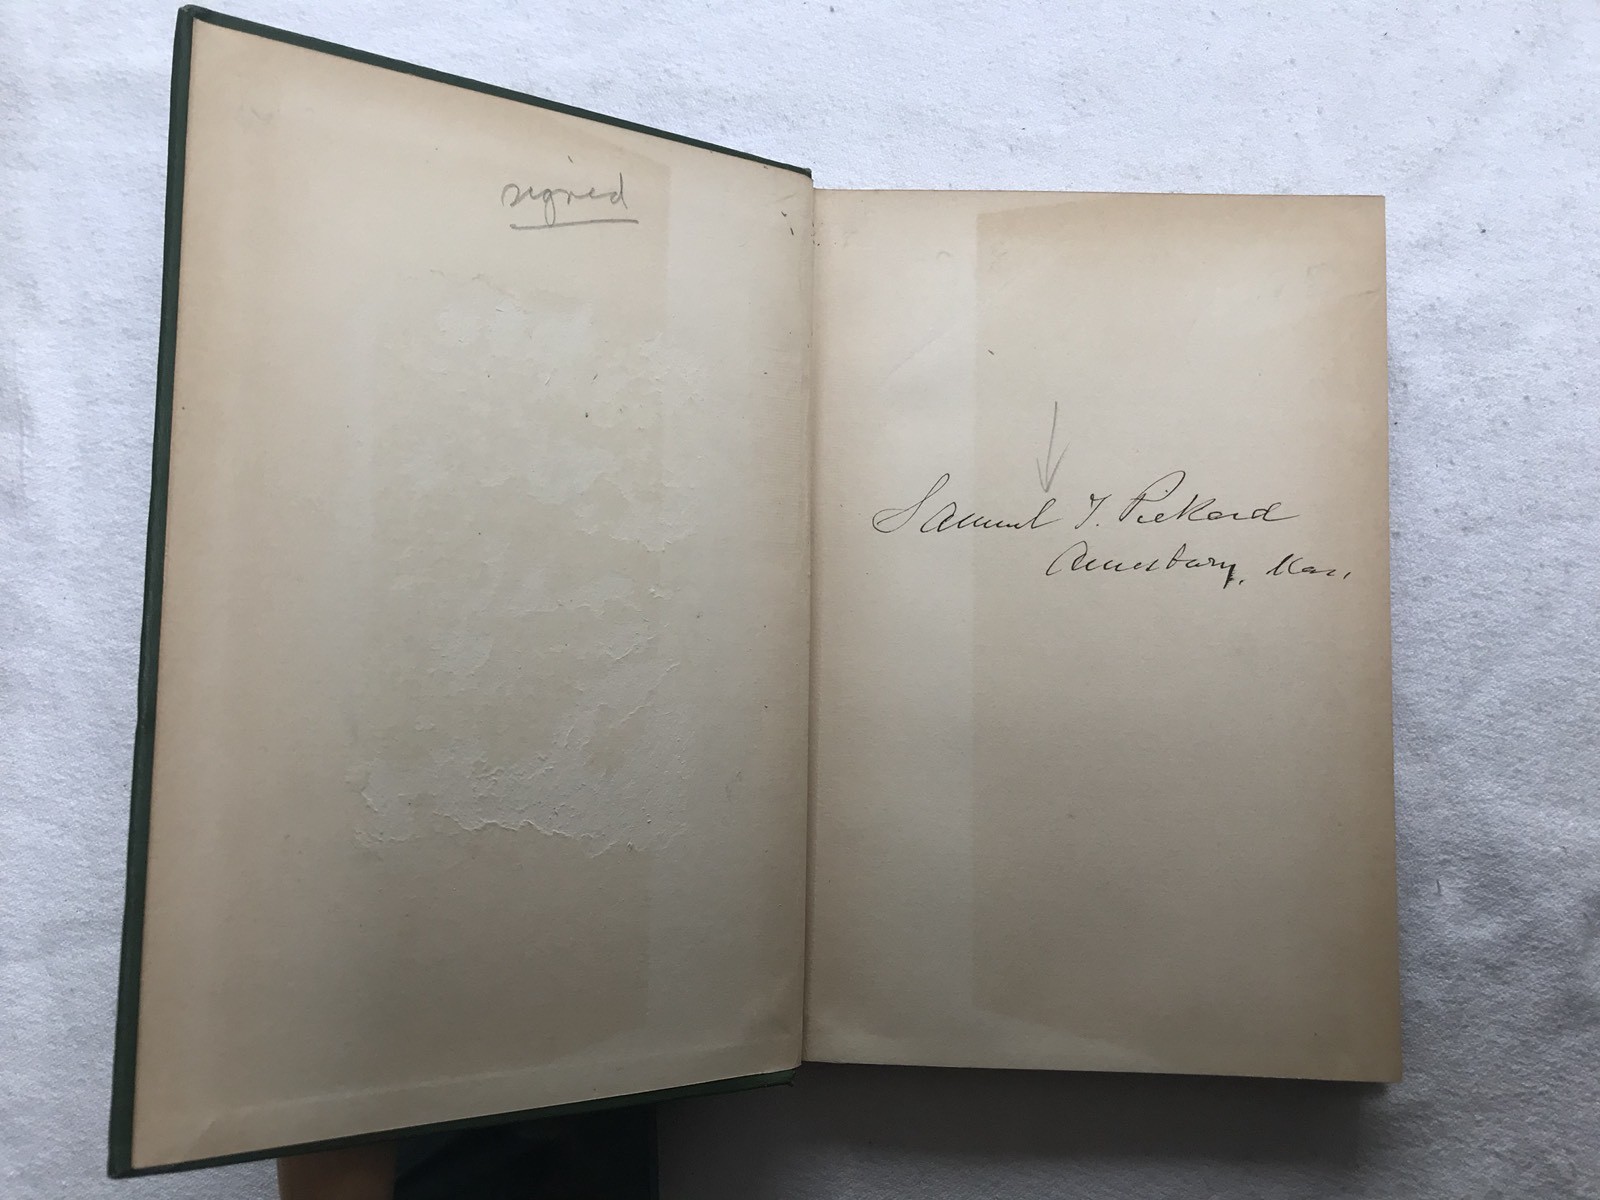 signed
Samuel T. Pickard
Amesbury, Mass.